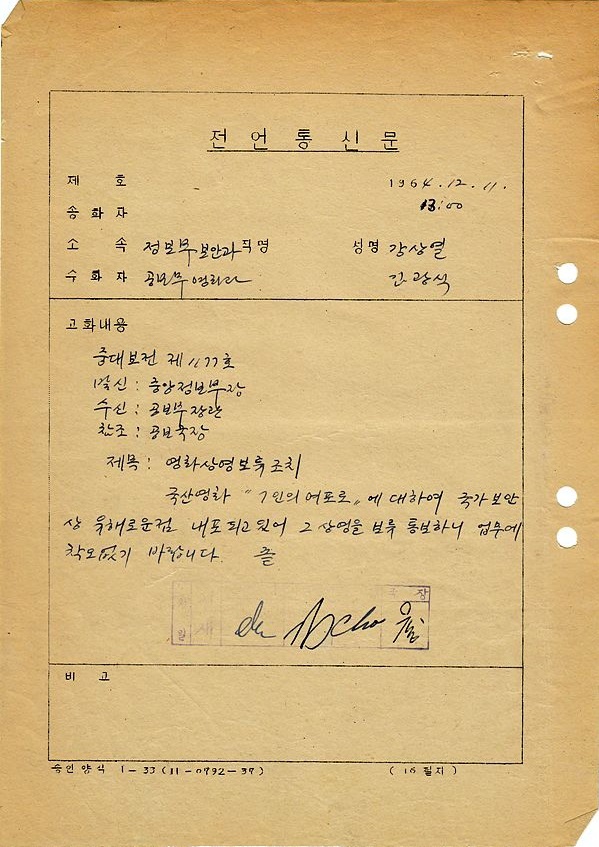 전언통신문
제 호 1964. 12. 11.
송화자 13:00
소 속 정보부보안과 직명 성명 강상열
수화자 공보부 영화과 김광식
고화내용
중대보전 제1177호
발신 : 중앙정보부장
수신 : 공보부장관
참조 : 공보국장
제목 : 영화상영보류조치
국산영화 "7인의 여포로"에 대하여 국가보안
상 유해로운점 내포되고 있어 그 상영을 보류 통보하니 업무에
착오없기 바랍니다. 끝
국 장
비 고
승인양식 1-33 (11-0792-37) (16절지)